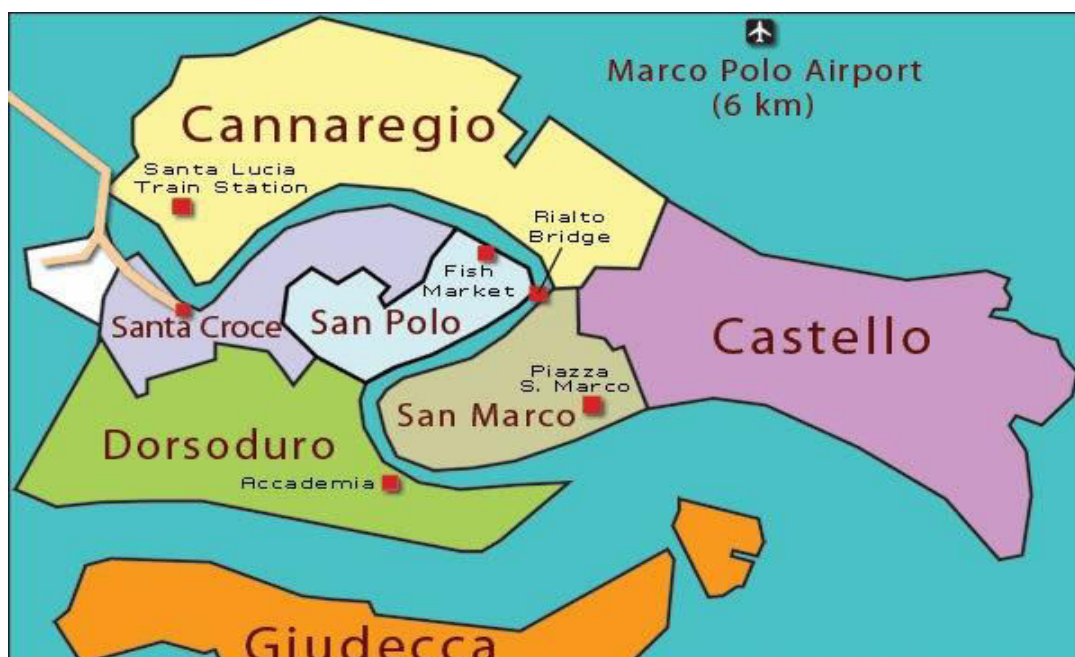 Marco Polo Airport
(6 km)
Cannaregio
Santa Lucia
Train Station
Rialto
Bridge
Fish
Market
Santa Croce
San Polo
Castello
Piazza
S. Marco
San Marco
Dorsoduro
Accademia
Giudecca